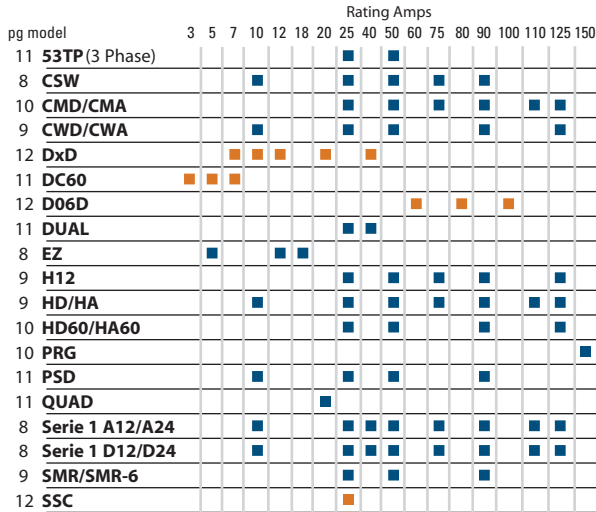 Rating Amps
pg model 3 5 7 10 12 18 20 25 40 50 60 75 80 90 100 110 125 150
11 53TP (3 Phase)
8 CSW
10 CMD/CMA
9 CWD/CWA
12 DxD
11 DC60
12 D06D
11 DUAL
8 EZ
9 H12
9 HD/HA
10 HD60/HA60
10 PRG
11 PSD
11 QUAD
8 Serie 1 A12/A24
8 Serie 1 D12/D24
9 SMR/SMR-6
12 SSC